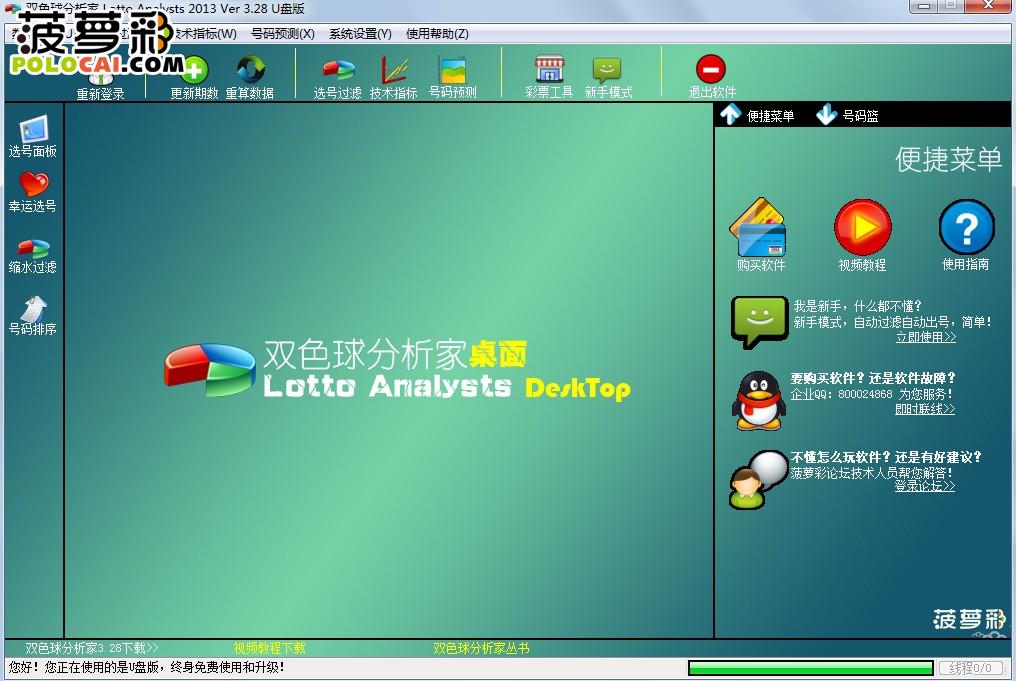 双色球分析家 Lotto Analysts 2013 Ver 3.28 U盘版
菠萝彩
POLOCAI.COM
技术指标(W) 号码预测(X) 系统设置(Y) 使用帮助(Z)
重新登录 更新期数 重算数据 选号过滤 技术指标 号码预测 彩票工具 新手模式 退出软件
选号面板
幸运选号
缩水过滤
号码排序
双色球分析家桌面
Lotto Analysts DeskTop
便捷菜单 号码篮
便捷菜单
购买软件 视频教程 使用指南
我是新手，什么都不懂？
新手模式，自动过滤自动出号，简单！
立即使用>>
要购买软件？还是软件故障？
企业QQ：800024868 为您服务！
即时联线>>
不懂怎么玩软件？还是有好建议？
菠萝彩论坛技术人员帮您解答！
登录论坛>>
菠萝彩
双色球分析家3.28下载>> 视频教程下载 双色球分析家丛书
您好！您正在使用的是U盘版，终身免费使用和升级！ 线程0/0